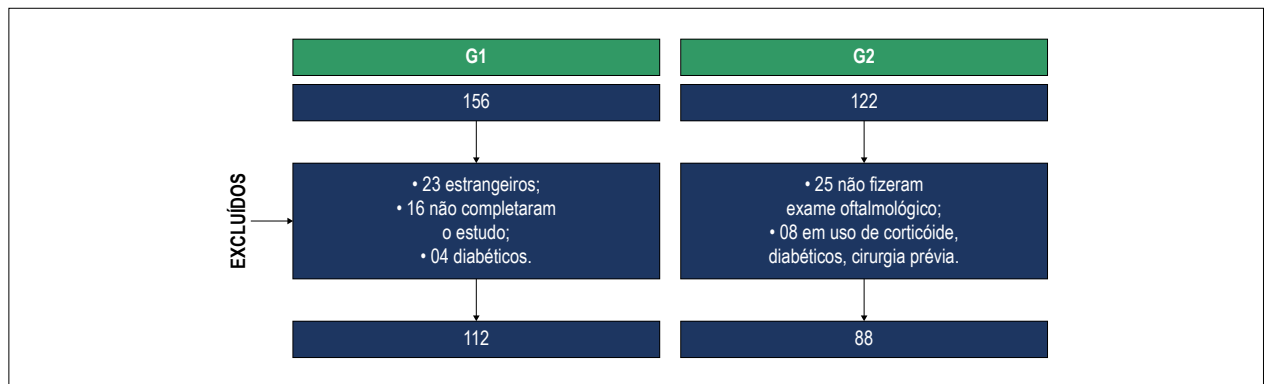 G1
156
EXCLUÍDOS
• 23 estrangeiros;
• 16 não completaram
o estudo;
• 04 diabéticos.
112
G2
122
• 25 não fizeram
exame oftalmológico;
• 08 em uso de corticóide,
diabéticos, cirurgia prévia.
88